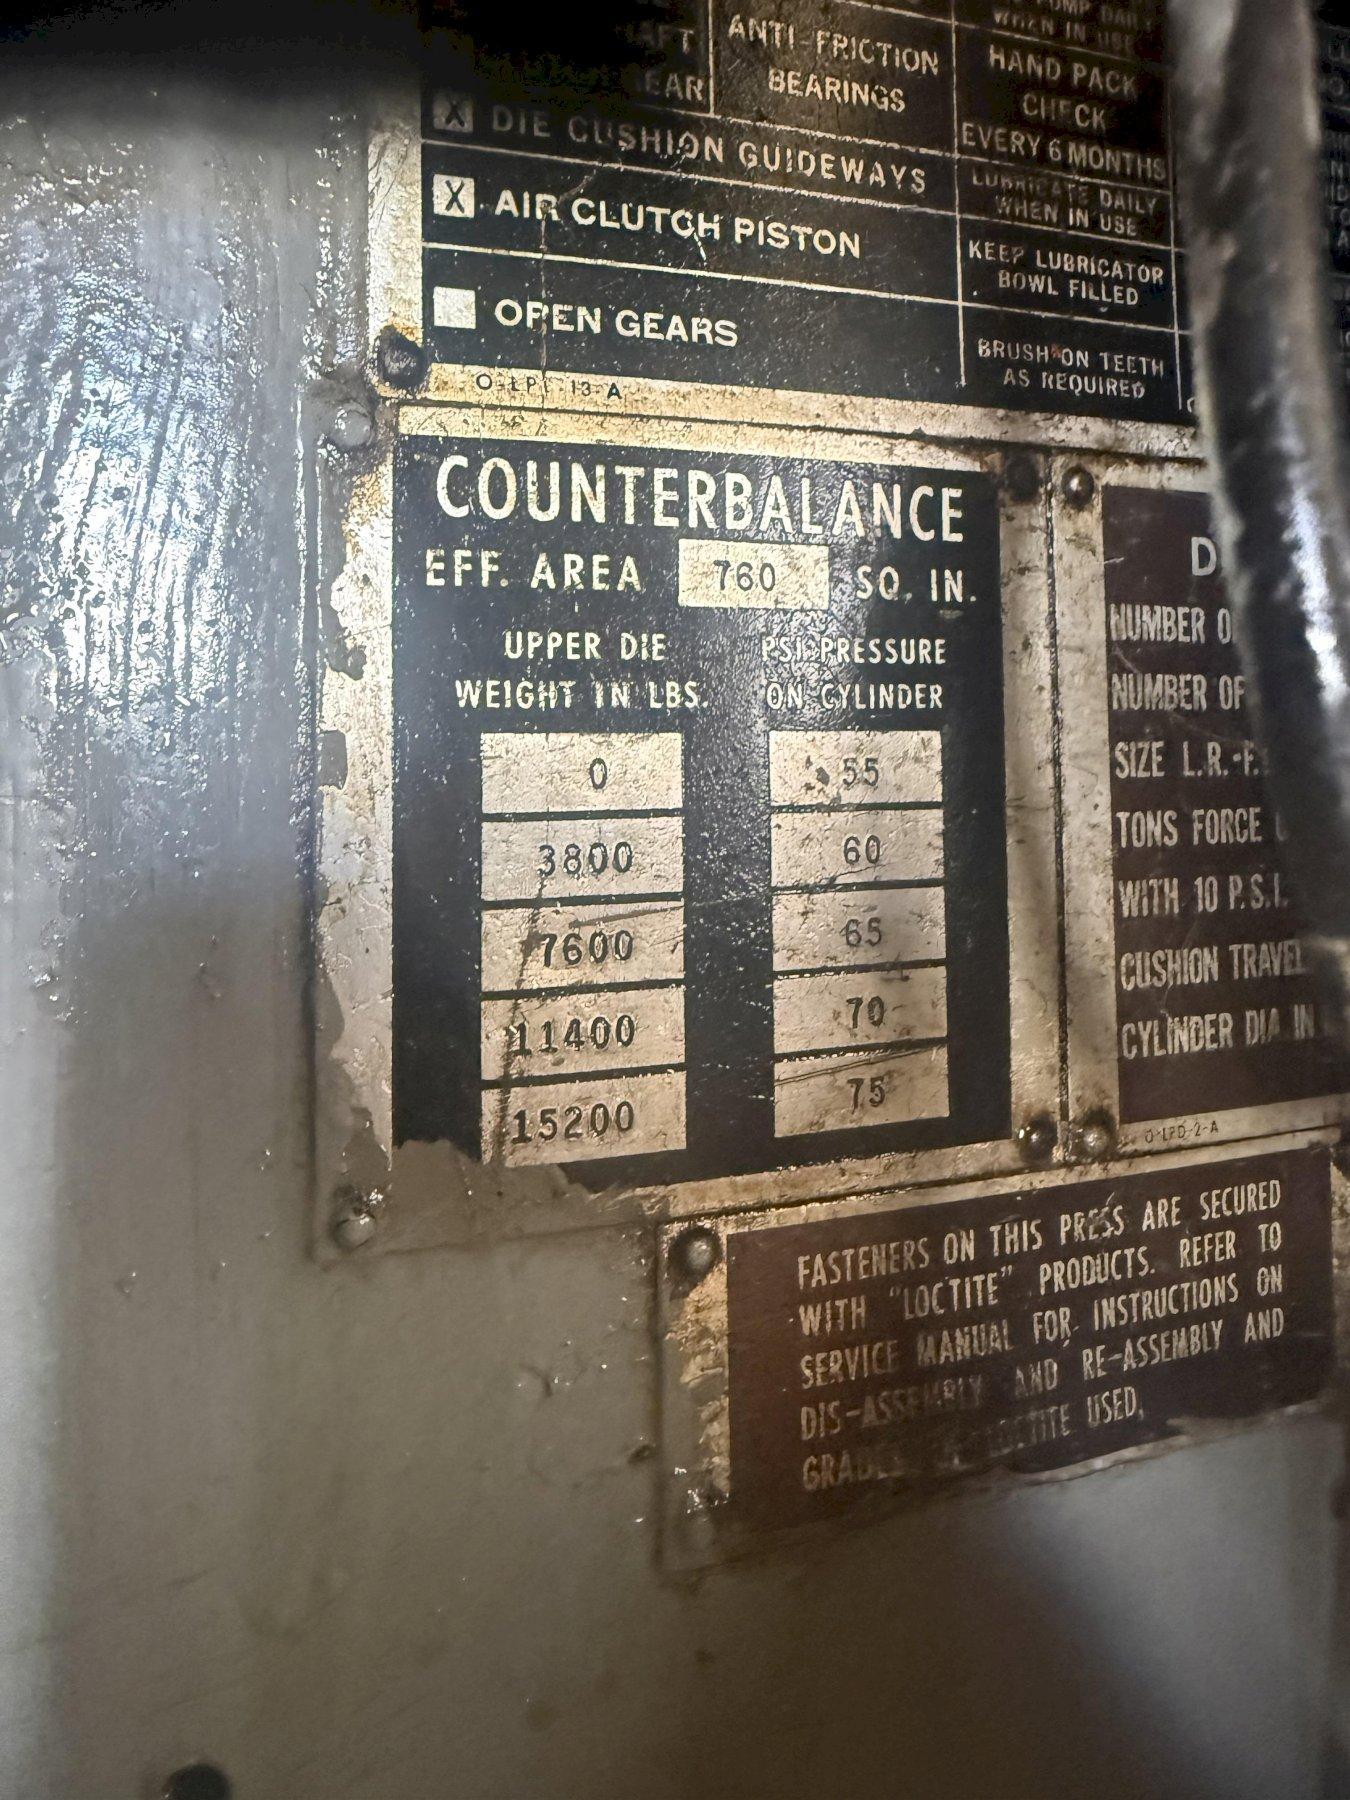 WHEN IN USE
ANTI-FRICTION
BEARINGS
HAND PACK
CHECK
EVERY 6 MONTHS
X DIE CUSHION GUIDEWAYS
LUBRICATE DAILY
WHEN IN USE
X AIR CLUTCH PISTON
KEEP LUBRICATOR
BOWL FILLED
OPEN GEARS
BRUSH ON TEETH
AS REQUIRED
COUNTERBALANCE
EFF. AREA 760 SQ. IN.
UPPER DIE PSI PRESSURE
WEIGHT IN LBS. ON CYLINDER
0 55
3800 60
7600 65
11400 70
15200 75
NUMBER
NUMBER OF
SIZE L.R.-F.
TONS FORCE
WITH 10 P.S.I.
CUSHION TRAVEL
CYLINDER DIA IN
O-LPD-2-A
FASTENERS ON THIS PRESS ARE SECURED
WITH "LOCTITE" PRODUCTS. REFER TO
SERVICE MANUAL FOR INSTRUCTIONS ON
DIS-ASSEMBLY AND RE-ASSEMBLY AND
LOCTITE USED.